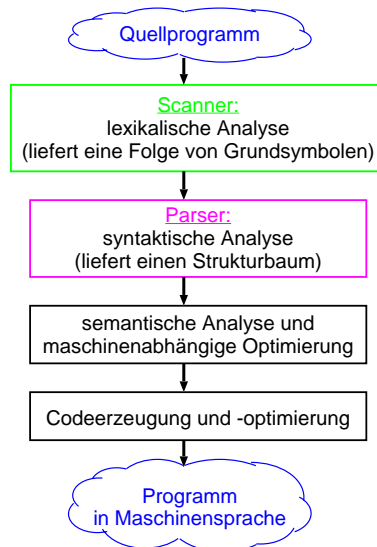 Quellprogramm
Scanner:
lexikalische Analyse
(liefert eine Folge von Grundsymbolen)
Parser:
syntaktische Analyse
(liefert einen Strukturbaum)
semantische Analyse und
maschinenabhängige Optimierung
Codeerzeugung und -optimierung
Programm
in Maschinensprache